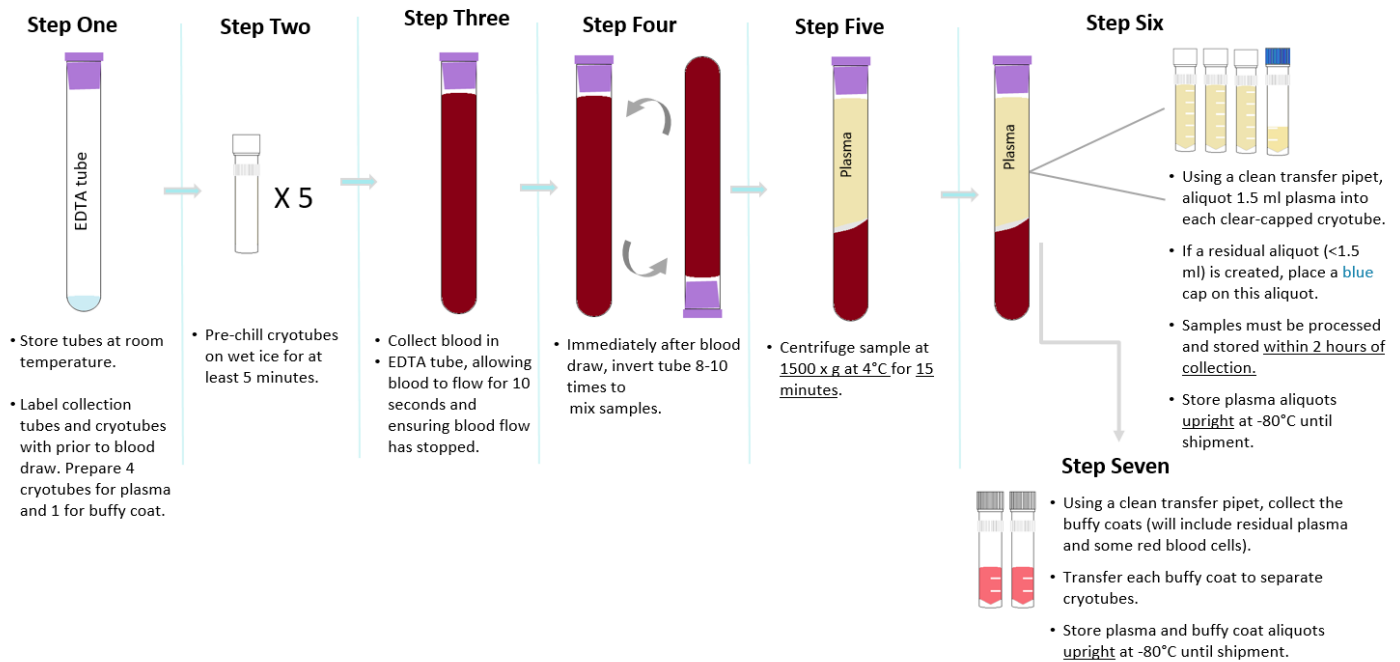 Step One
EDTA tube
• Store tubes at room
temperature.
• Label collection
tubes and cryotubes
with prior to blood
draw. Prepare 4
cryotubes for plasma
and 1 for buffy coat.
Step Two
X 5
• Pre-chill cryotubes
on wet ice for at
least 5 minutes.
Step Three
• Collect blood in
• EDTA tube, allowing
blood to flow for 10
seconds and
ensuring blood flow
has stopped.
Step Four
• Immediately after blood
draw, invert tube 8-10
times to
mix samples.
Step Five
Plasma
• Centrifuge sample at
1500 x g at 4°C for 15
minutes.
Step Six
Plasma
• Using a clean transfer pipet,
aliquot 1.5 ml plasma into
each clear-capped cryotube.
• If a residual aliquot (<1.5
ml) is created, place a blue
cap on this aliquot.
• Samples must be processed
and stored within 2 hours of
collection.
• Store plasma aliquots
upright at -80°C until
shipment.
Step Seven
• Using a clean transfer pipet, collect the
buffy coats (will include residual plasma
and some red blood cells).
• Transfer each buffy coat to separate
cryotubes.
• Store plasma and buffy coat aliquots
upright at -80°C until shipment.